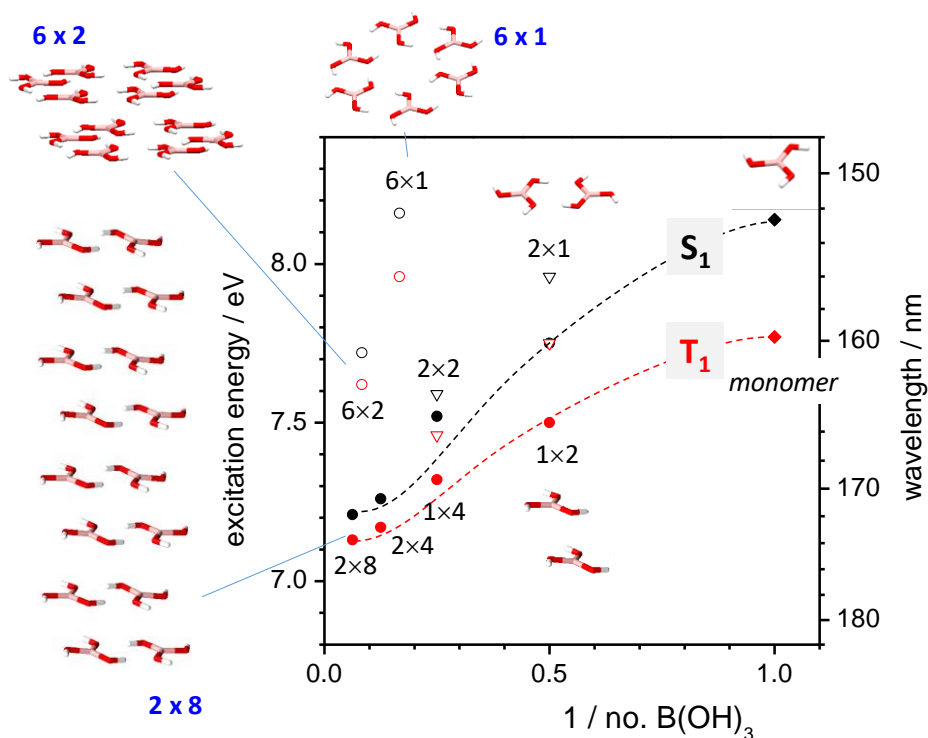 6 x 2
6 x 1
2 x 8
excitation energy / eV
8.0
7.5
7.0
0.0
0.5
1.0
1 / no. B(OH)₃
wavelength / nm
150
160
170
180
6×1
2×1
S₁
T₁
monomer
2×2
6×2
1×2
1×4
2×4
2×8